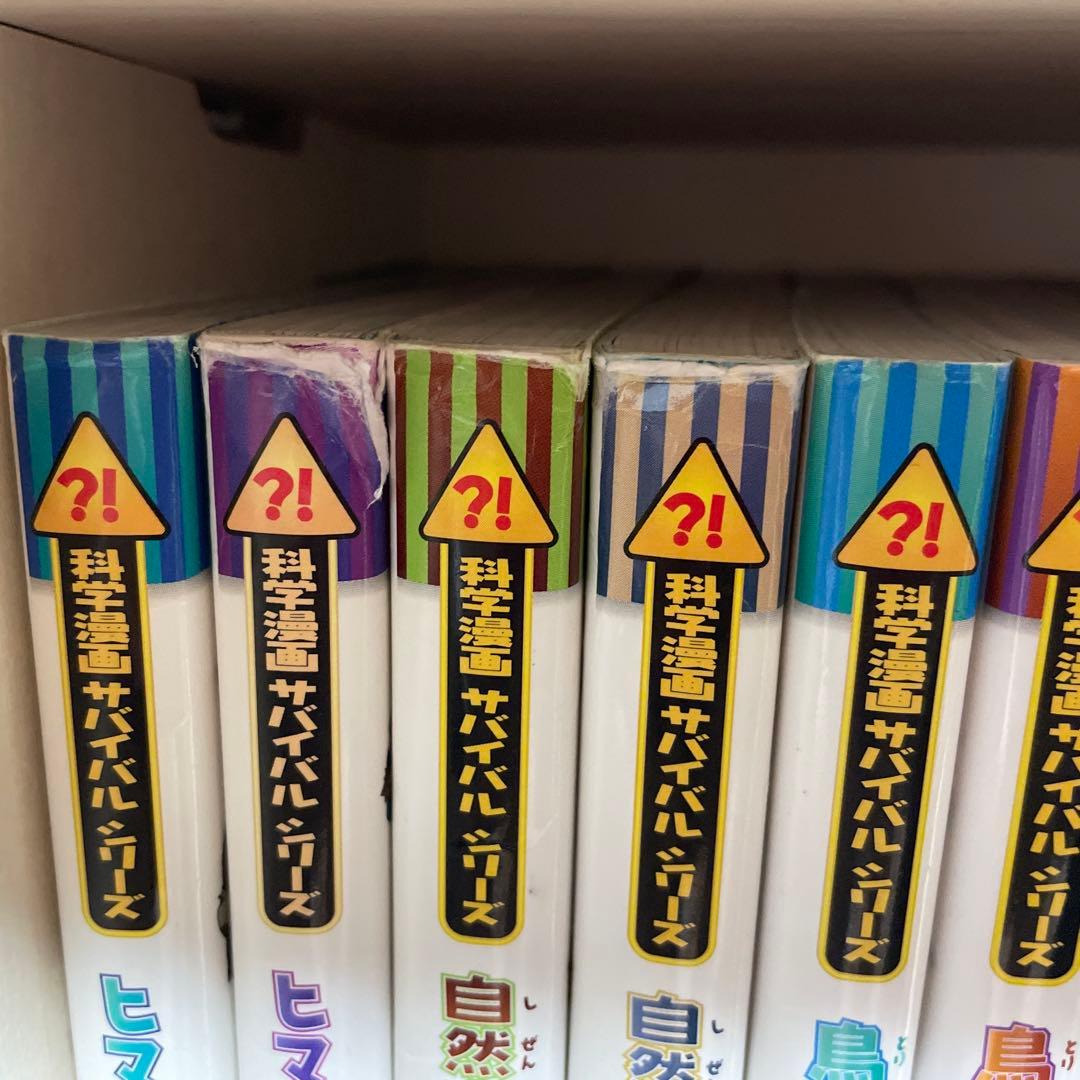 ?!
科学漫画 サバイバル シリーズ
ヒマ
?!
科学漫画 サバイバル シリーズ
ヒマ
?!
科学漫画 サバイバル シリーズ
自然
しぜん
?!
科学漫画 サバイバル シリーズ
自然
しぜ
?!
科学漫画 サバイバル シリーズ
鳥
とり
?
科学漫画 サバイバル シリーズ
鳥
とり